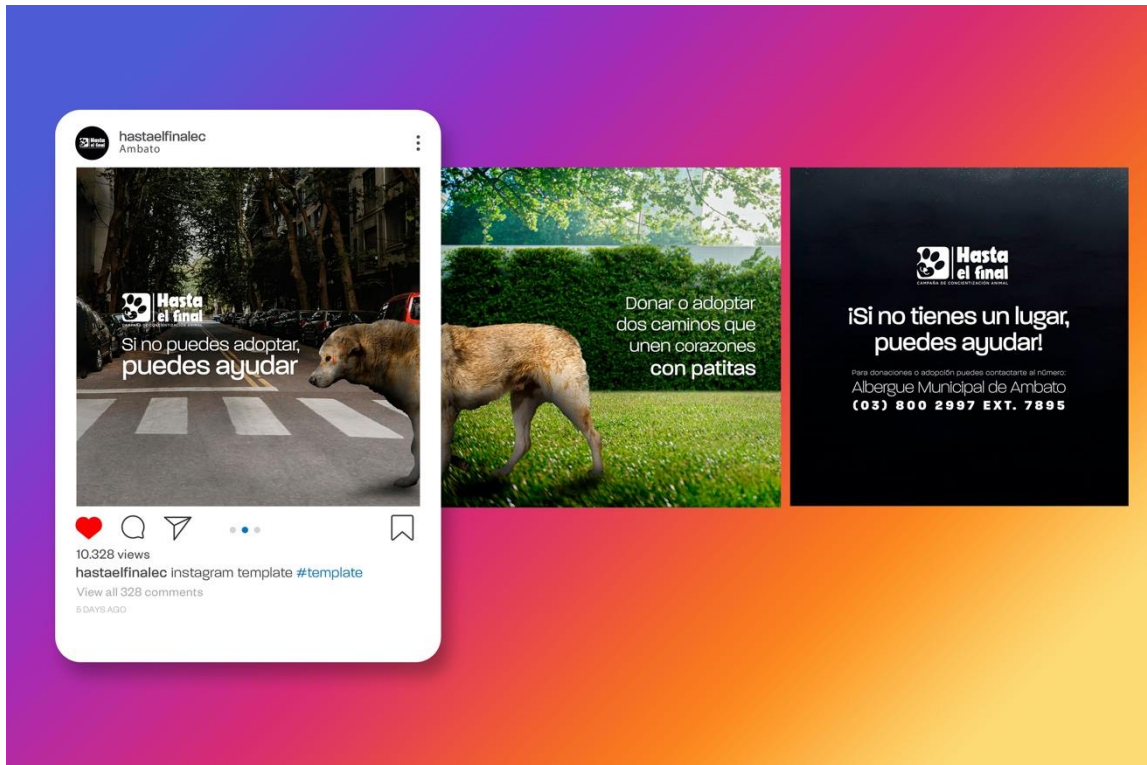 Hasta
el final
hastaelfinalec
Ambato
Hasta
el final
CAMPAÑA DE CONCIENTIZACIÓN ANIMAL
Si no puedes adoptar,
puedes ayudar
10.328 views
hastaelfinalec instagram template #template
View all 328 comments
5 DAYS AGO
Donar o adoptar
dos caminos que
unen corazones
con patitas
Hasta
el final
CAMPAÑA DE CONCIENTIZACIÓN ANIMAL
¡Si no tienes un lugar,
puedes ayudar!
Para donaciones o adopción puedes contactarte al número:
Albergue Municipal de Ambato
(03) 800 2997 EXT. 7895